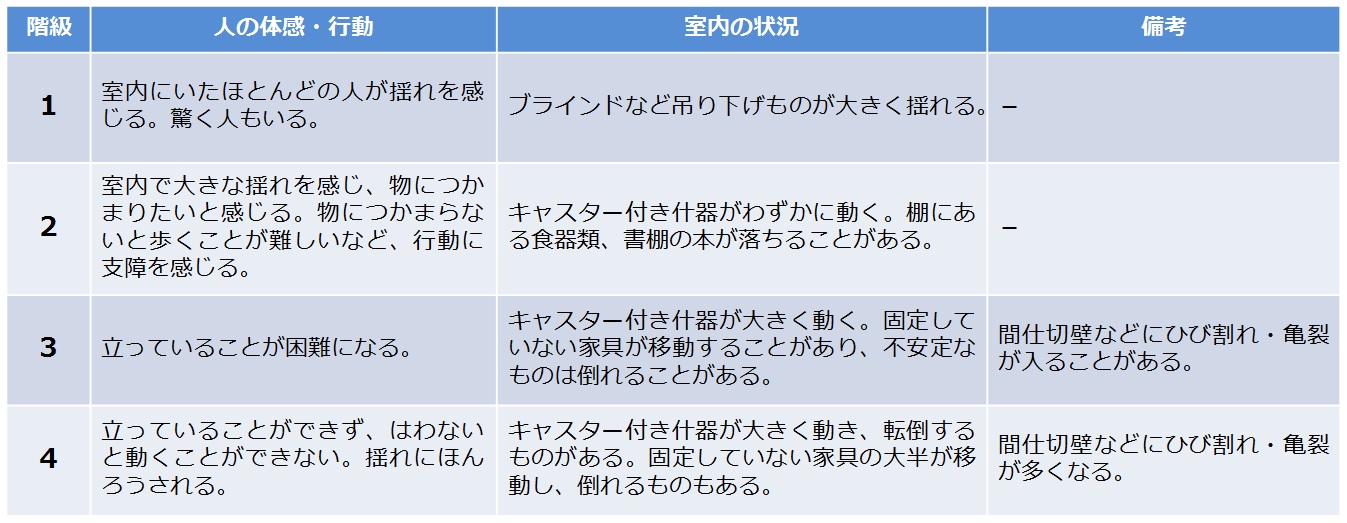 階級 人の体感・行動 室内の状況 備考
1
室内にいたほとんどの人が揺れを感
じる。驚く人もいる。
ブラインドなど吊り下げものが大きく揺れる。
－
2
室内で大きな揺れを感じ、物につか
まりたいと感じる。物につかまらな
いと歩くことが難しいなど、行動に
支障を感じる。
キャスター付き什器がわずかに動く。棚にあ
る食器類、書棚の本が落ちることがある。
－
3
立っていることが困難になる。
キャスター付き什器が大きく動く。固定して
いない家具が移動することがあり、不安定な
ものは倒れることがある。
間仕切壁などにひび割れ・亀裂
が入ることがある。
4
立っていることができず、はわない
と動くことができない。揺れにほん
ろうされる。
キャスター付き什器が大きく動き、転倒する
ものがある。固定していない家具の大半が移
動し、倒れるものもある。
間仕切壁などにひび割れ・亀裂
が多くなる。